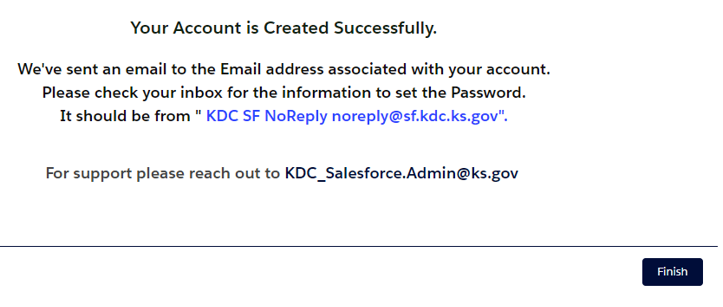 Your Account is Created Successfully.
We've sent an email to the Email address associated with your account.
Please check your inbox for the information to set the Password.
It should be from " KDC SF NoReply noreply@sf.kdc.ks.gov".
For support please reach out to KDC_Salesforce.Admin@ks.gov
Finish